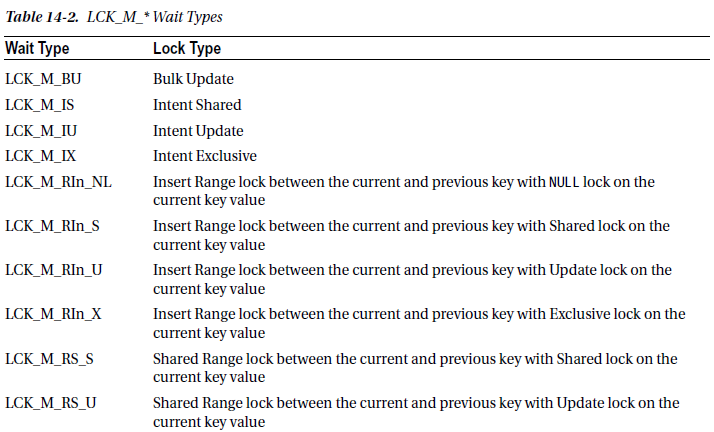 Table 14-2. LCK_M_* Wait Types
Wait Type Lock Type
LCK_M_BU Bulk Update
LCK_M_IS Intent Shared
LCK_M_IU Intent Update
LCK_M_IX Intent Exclusive
LCK_M_RIn_NL Insert Range lock between the current and previous key with NULL lock on the
current key value
LCK_M_RIn_S Insert Range lock between the current and previous key with Shared lock on the
current key value
LCK_M_RIn_U Insert Range lock between the current and previous key with Update lock on the
current key value
LCK_M_RIn_X Insert Range lock between the current and previous key with Exclusive lock on the
current key value
LCK_M_RS_S Shared Range lock between the current and previous key with Shared lock on the
current key value
LCK_M_RS_U Shared Range lock between the current and previous key with Update lock on the
current key value